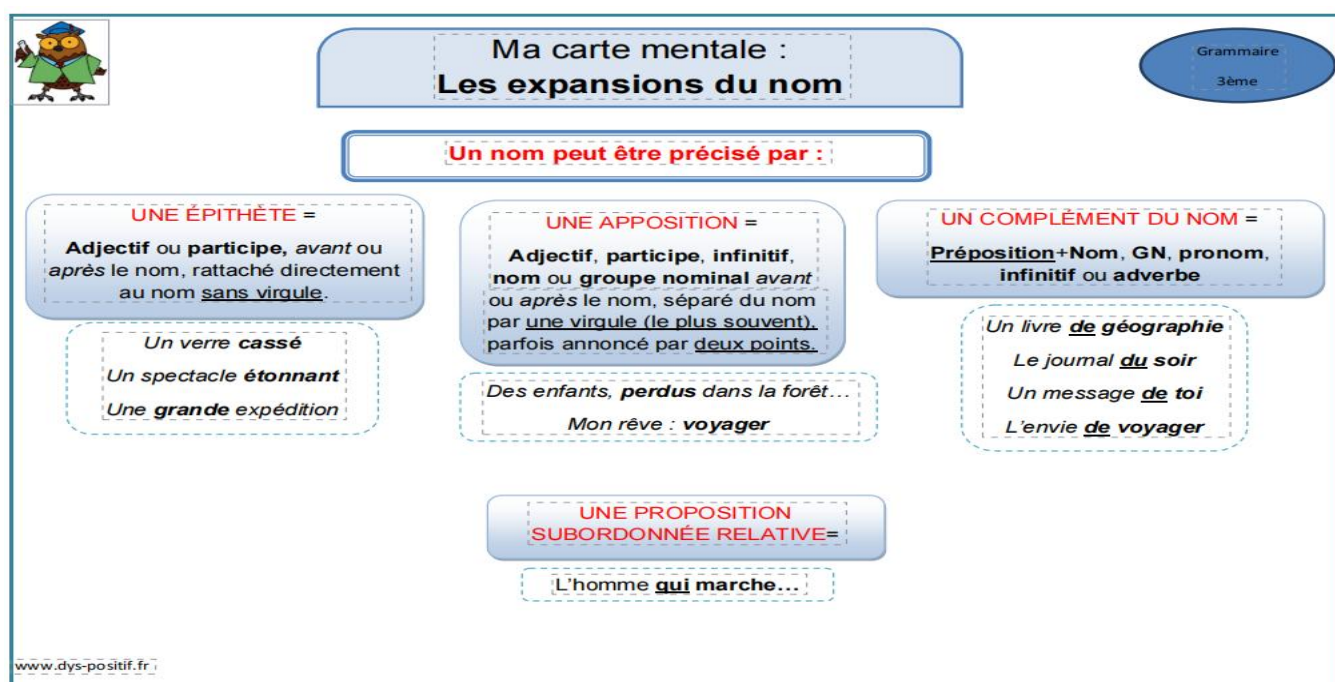 Ma carte mentale :
Les expansions du nom
Grammaire
3ème
Un nom peut être précisé par :
UNE ÉPITHÈTE =
Adjectif ou participe, avant ou
après le nom, rattaché directement
au nom sans virgule.
Un verre cassé
Un spectacle étonnant
Une grande expédition
UNE APPOSITION =
Adjectif, participe, infinitif,
nom ou groupe nominal avant
ou après le nom, séparé du nom
par une virgule (le plus souvent),
parfois annoncé par deux points.
Des enfants, perdus dans la forêt…
Mon rêve : voyager
UN COMPLÉMENT DU NOM =
Préposition+Nom, GN, pronom,
infinitif ou adverbe
Un livre de géographie
Le journal du soir
Un message de toi
L'envie de voyager
UNE PROPOSITION
SUBORDONNÉE RELATIVE=
L'homme qui marche…
www.dys-positif.fr